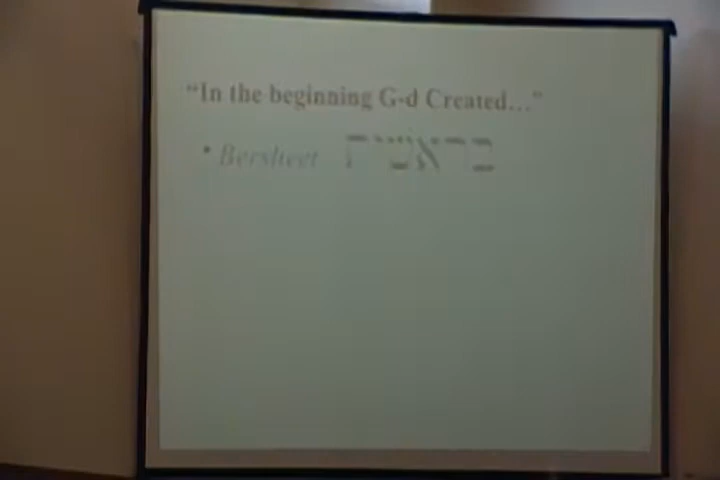 “In the beginning G-d Created...”
• Bersheet בראשית